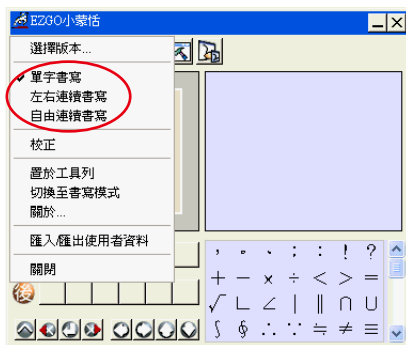 EZGO小蒙恬
選擇版本...
✓ 單字書寫
左右連續書寫
自由連續書寫
校正
置於工具列
切換至書寫模式
關於...
匯入/匯出使用者資料
關閉
後
, 。 、 ; : ! ?
+ − × ÷ < > =
√ ∟ ∠ | ∥ ∩ ∪
∫ ∮ ∴ ∵ ≒ ≠ ≡